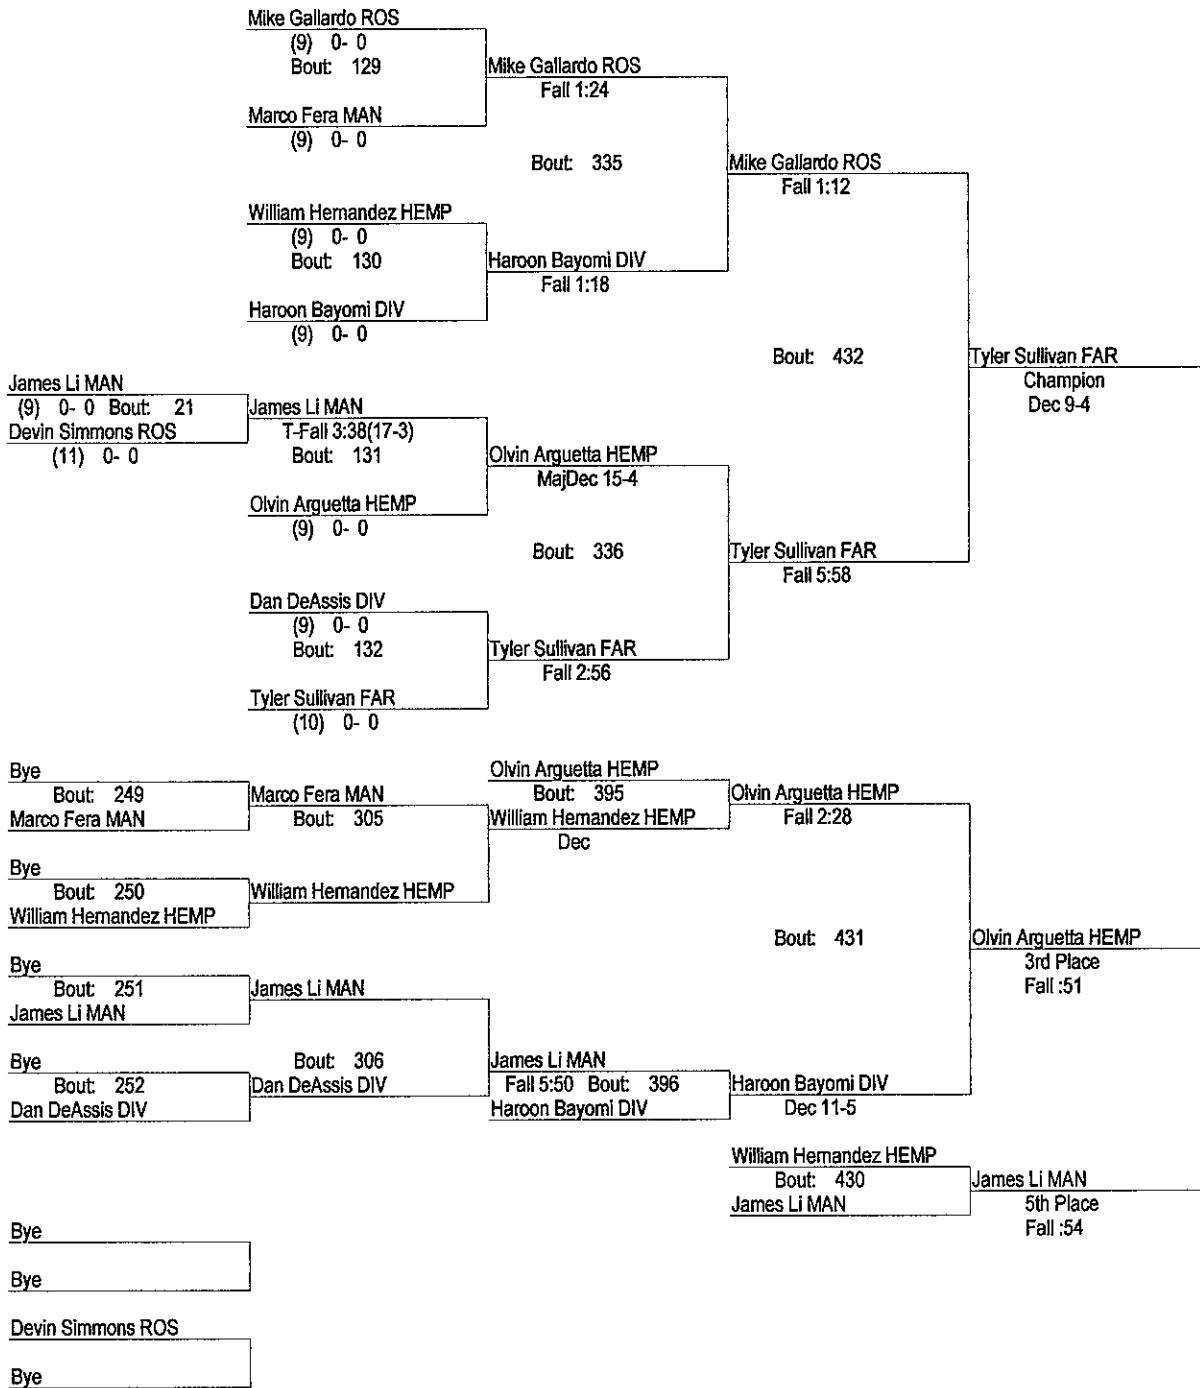 Mike Gallardo ROS
(9) 0- 0
Bout: 129
Mike Gallardo ROS
Fall 1:24
Marco Fera MAN
(9) 0- 0
Bout: 335
Mike Gallardo ROS
Fall 1:12
William Hernandez HEMP
(9) 0- 0
Bout: 130
Haroon Bayomi DIV
Fall 1:18
Haroon Bayomi DIV
(9) 0- 0
Bout: 432
Tyler Sullivan FAR
Champion
Dec 9-4
James Li MAN
(9) 0- 0 Bout: 21
Devin Simmons ROS
(11) 0- 0
James Li MAN
T-Fall 3:38(17-3)
Bout: 131
Olvin Arguetta HEMP
MajDec 15-4
Olvin Arguetta HEMP
(9) 0- 0
Bout: 336
Tyler Sullivan FAR
Fall 5:58
Dan DeAssis DIV
(9) 0- 0
Bout: 132
Tyler Sullivan FAR
Fall 2:56
Tyler Sullivan FAR
(10) 0- 0
Bye
Bout: 249
Marco Fera MAN
Marco Fera MAN
Bout: 305
Olvin Arguetta HEMP
Bout: 395
William Hernandez HEMP
Dec
Olvin Arguetta HEMP
Fall 2:28
Bye
Bout: 250
William Hernandez HEMP
William Hernandez HEMP
Bout: 431
Olvin Arguetta HEMP
3rd Place
Fall :51
Bye
Bout: 251
James Li MAN
James Li MAN
Bye
Bout: 252
Dan DeAssis DIV
Bout: 306
Dan DeAssis DIV
James Li MAN
Fall 5:50 Bout: 396
Haroon Bayomi DIV
Haroon Bayomi DIV
Dec 11-5
William Hernandez HEMP
Bout: 430
James Li MAN
James Li MAN
5th Place
Fall :54
Bye
Bye
Devin Simmons ROS
Bye